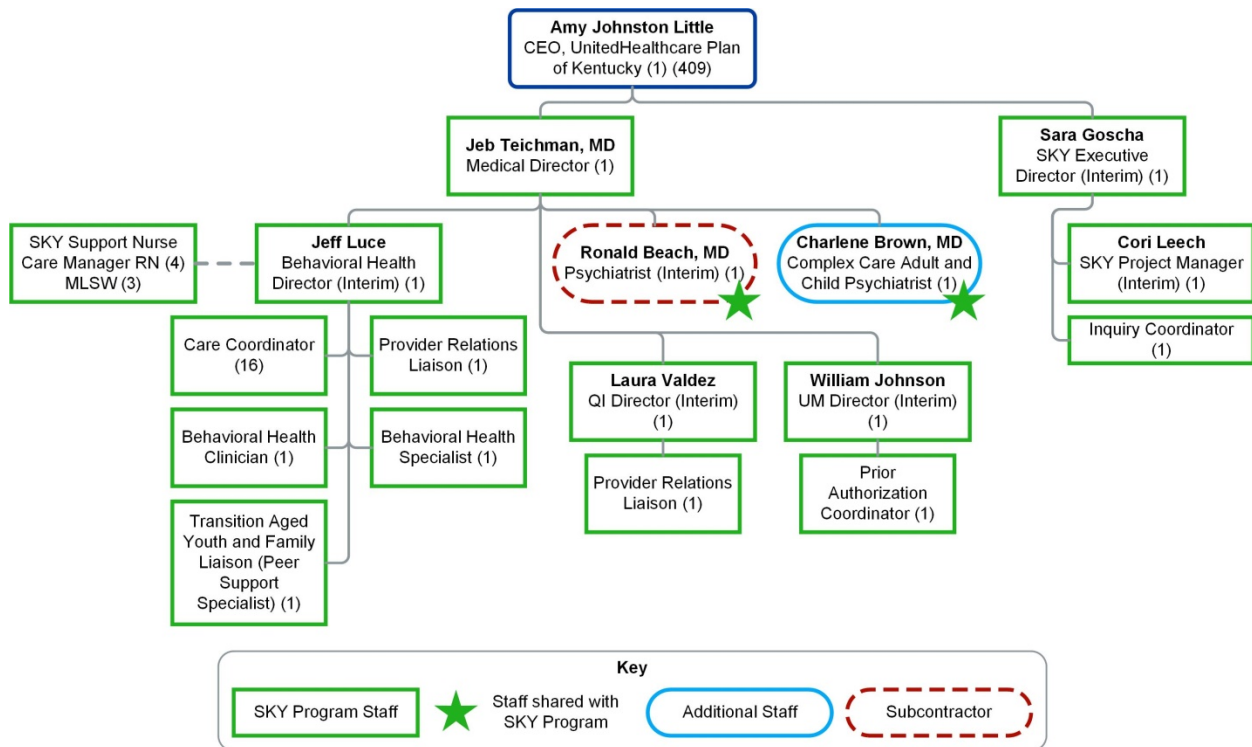 Amy Johnston Little
CEO, UnitedHealthcare Plan
of Kentucky (1) (409)
Jeb Teichman, MD
Medical Director (1)
Sara Goscha
SKY Executive
Director (Interim) (1)
SKY Support Nurse
Care Manager RN (4)
MLSW (3)
Jeff Luce
Behavioral Health
Director (Interim) (1)
Ronald Beach, MD
Psychiatrist (Interim) (1)
Charlene Brown, MD
Complex Care Adult and
Child Psychiatrist (1)
Cori Leech
SKY Project Manager
(Interim) (1)
Inquiry Coordinator
(1)
Care Coordinator
(16)
Provider Relations
Liaison (1)
Behavioral Health
Clinician (1)
Behavioral Health
Specialist (1)
Transition Aged
Youth and Family
Liaison (Peer
Support
Specialist) (1)
Laura Valdez
QI Director (Interim)
(1)
William Johnson
UM Director (Interim)
(1)
Provider Relations
Liaison (1)
Prior
Authorization
Coordinator (1)
Key
SKY Program Staff
Staff shared with
SKY Program
Additional Staff
Subcontractor